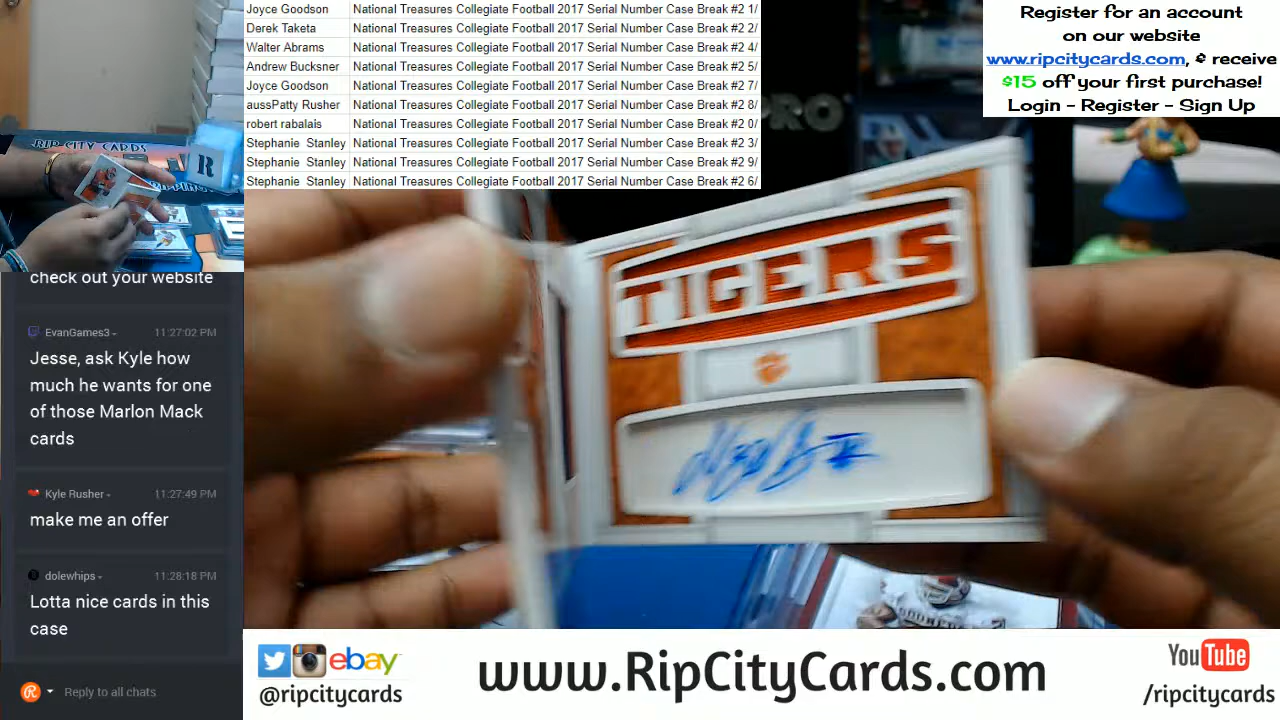 Joyce Goodson National Treasures Collegiate Football 2017 Serial Number Case Break #2 1/
Derek Taketa National Treasures Collegiate Football 2017 Serial Number Case Break #2 2/
Walter Abrams National Treasures Collegiate Football 2017 Serial Number Case Break #2 4/
Andrew Bucksner National Treasures Collegiate Football 2017 Serial Number Case Break #2 5/
Joyce Goodson National Treasures Collegiate Football 2017 Serial Number Case Break #2 7/
aussPatty Rusher National Treasures Collegiate Football 2017 Serial Number Case Break #2 8/
robert rabalais National Treasures Collegiate Football 2017 Serial Number Case Break #2 0/
Stephanie Stanley National Treasures Collegiate Football 2017 Serial Number Case Break #2 3/
Stephanie Stanley National Treasures Collegiate Football 2017 Serial Number Case Break #2 9/
Stephanie Stanley National Treasures Collegiate Football 2017 Serial Number Case Break #2 6/
Register for an account
on our website
www.ripcitycards.com, & receive
$15 off your first purchase!
Login - Register - Sign Up
PRO
RIP CITY CARDS
R
TIGERS
check out your website
EvanGames3
11:27:02 PM
Jesse, ask Kyle how
much he wants for one
of those Marlon Mack
cards
Kyle Rusher
11:27:49 PM
make me an offer
dolewhips
11:28:18 PM
Lotta nice cards in this
case
Reply to all chats
ebay
@ripcitycards
www.RipCityCards.com
YouTube
/ripcitycards